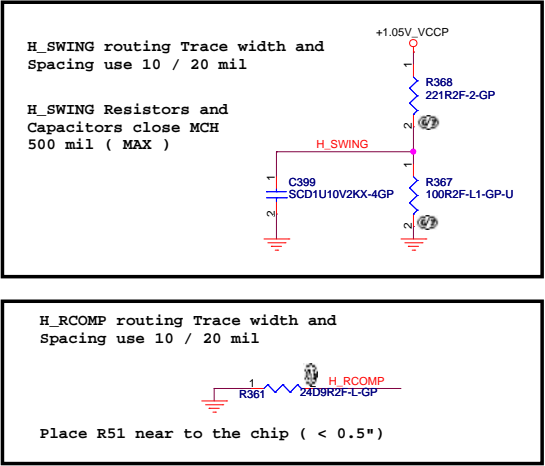 H_SWING routing Trace width and
Spacing use 10 / 20 mil
H_SWING Resistors and
Capacitors close MCH
500 mil ( MAX )
+1.05V_VCCP
1
R368
221R2F-2-GP
2
H_SWING
1
C399
SCD1U10V2KX-4GP
2
1
R367
100R2F-L1-GP-U
2
H_RCOMP routing Trace width and
Spacing use 10 / 20 mil
1
R361
H_RCOMP
24D9R2F-L-GP
Place R51 near to the chip ( < 0.5")